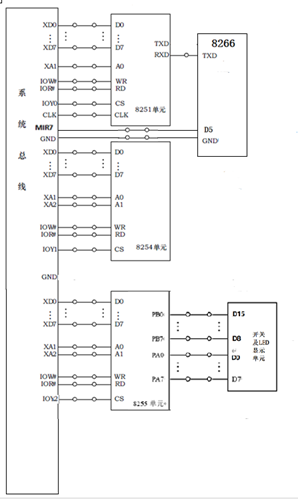 系统总线
XD0 D0
XD7 D7
XA1 A0
IOW# WR
IOR# RD
IOY0 CS
CLK CLK
TXD
RXD
8251单元
8266
TXD
D5
GND
MIR7
GND
XD0 D0
XD7 D7
XA1 A0
XA2 A1
IOW# WR
IOR# RD
IOY1 CS
8254单元
GND
XD0 D0
XD7 D7
XA1 A0
XA2 A1
IOW# WR
IOR# RD
IOY2 CS
PB0
PB7
PA0
PA7
8255单元
D15
D8
D0
D7
开关
及LED
显示
单元